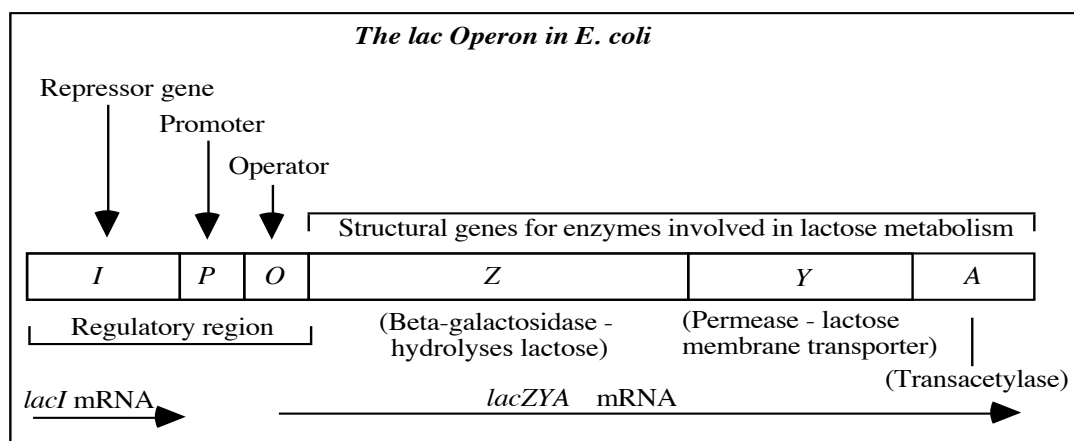 The lac Operon in E. coli
Repressor gene
Promoter
Operator
Structural genes for enzymes involved in lactose metabolism
I P O Z Y A
Regulatory region
(Beta-galactosidase -
hydrolyses lactose)
(Permease - lactose
membrane transporter)
(Transacetylase)
lacI mRNA
lacZYA mRNA